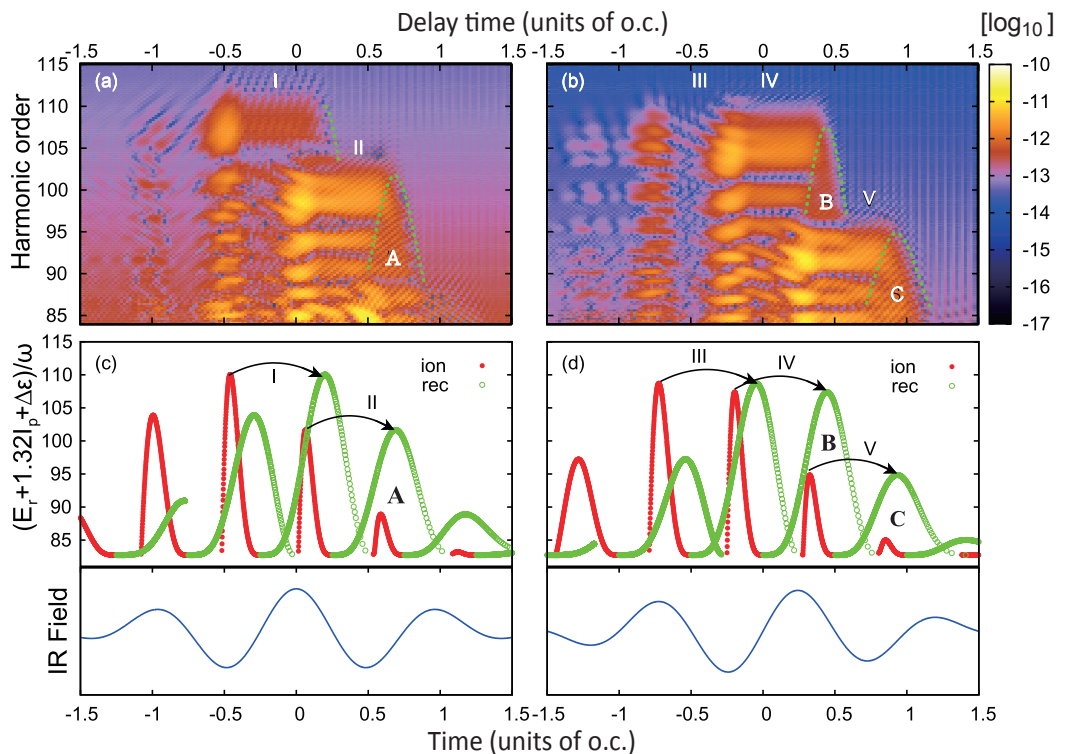 Delay time (units of o.c.)
[log10]
-1.5 -1 -0.5 0 0.5 1 1.5
-1.5 -1 -0.5 0 0.5 1 1.5
Harmonic order
115
110
105
100
95
90
85
(a)
I
II
A
(b)
III
IV
B
V
C
-10
-11
-12
-13
-14
-15
-16
-17
(Er+1.32Ip+Δε)/ω
115
110
105
100
95
90
85
(c)
I
II
A
ion
rec
(d)
III
IV
B
V
C
ion
rec
IR Field
-1.5 -1 -0.5 0 0.5 1 1.5
-1.5 -1 -0.5 0 0.5 1 1.5
Time (units of o.c.)